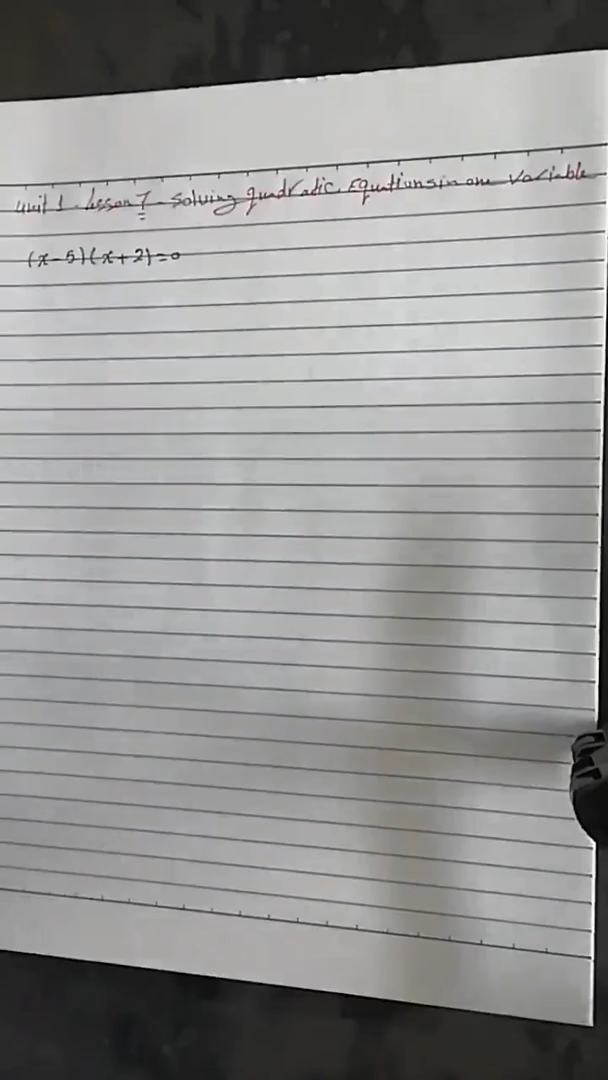 Unit 1 - Lesson 7 - Solving quadratic Equations in one variable
(x-5)(x+2)=0